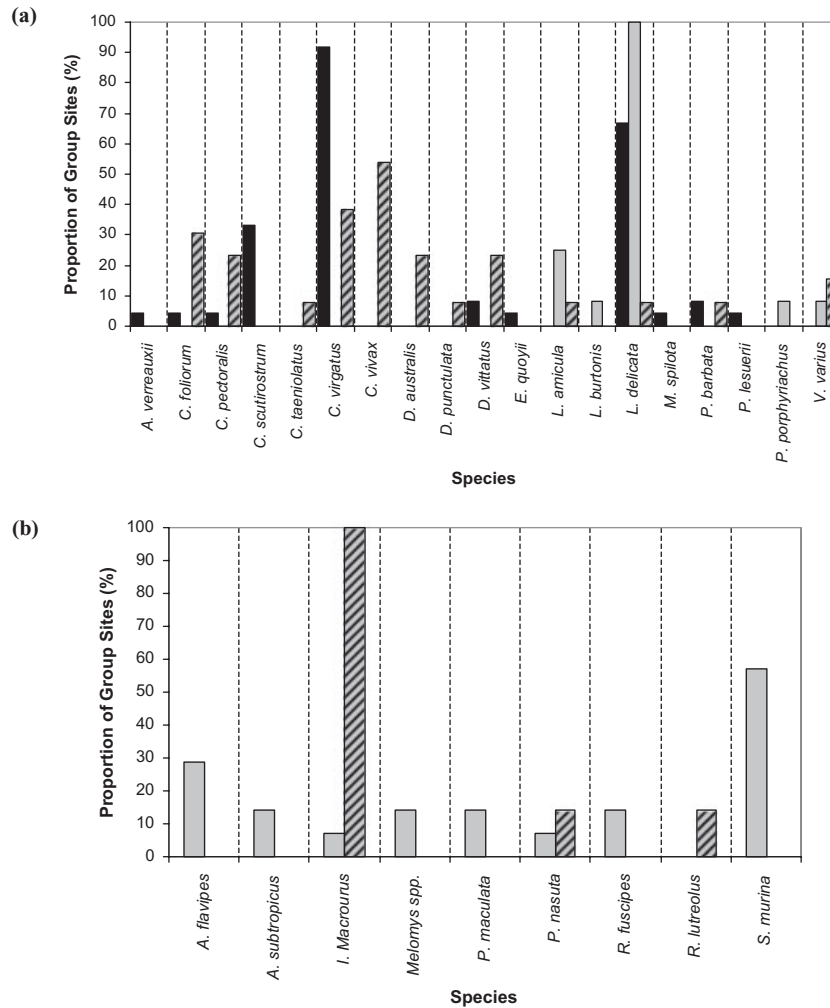 (a)
Proportion of Group Sites (%)
100
90
80
70
60
50
40
30
20
10
0
A. verreauxii
C. foliorum
C. pectoralis
C. scutirostrum
C. taeniolatus
C. virgatus
C. vivax
D. australis
D. punctulata
D. vittatus
E. quoyii
L. amicula
L. burtonis
L. delicata
M. spilota
P. barbata
P. lesuerii
P. porphyriachus
V. varius
Species
(b)
Proportion of Group Sites (%)
100
90
80
70
60
50
40
30
20
10
0
A. flavipes
A. subtropicus
I. Macrourus
Melomys spp.
P. maculata
P. nasuta
R. fuscipes
R. lutreolus
S. murina
Species